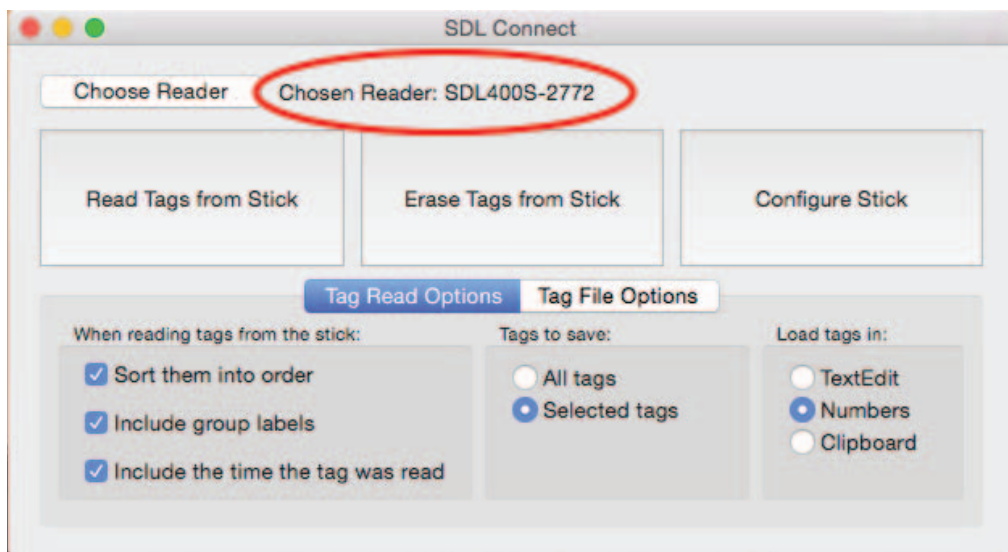 SDL Connect
Choose Reader Chosen Reader: SDL400S-2772
Read Tags from Stick Erase Tags from Stick Configure Stick
Tag Read Options Tag File Options
When reading tags from the stick: Tags to save: Load tags in:
Sort them into order All tags TextEdit
Include group labels Selected tags Numbers
Include the time the tag was read Clipboard